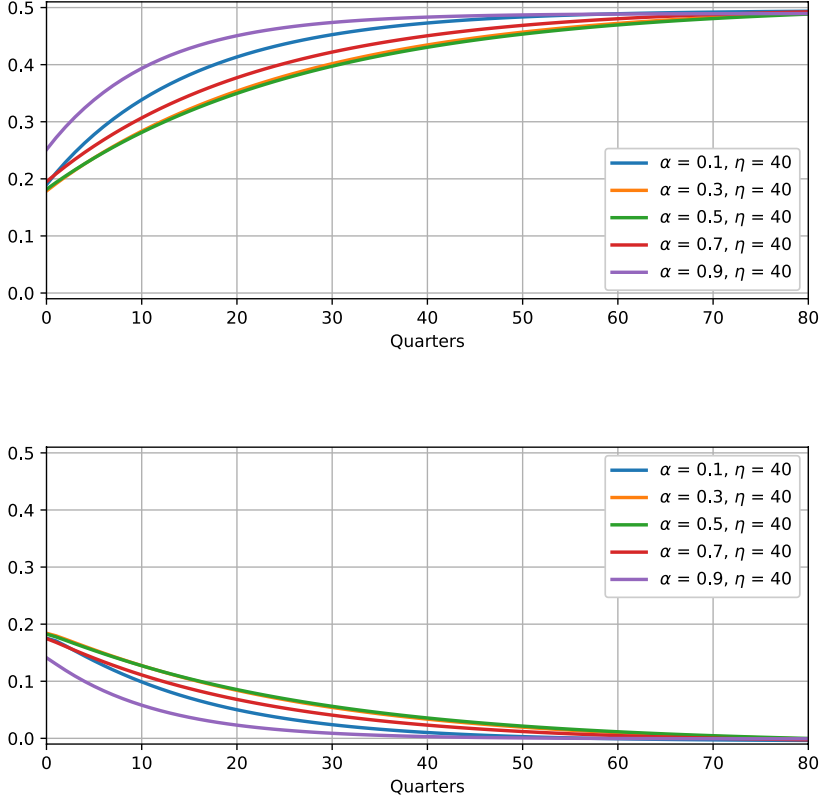 0.5
0.4
0.3
0.2
0.1
0.0
α = 0.1, η = 40
α = 0.3, η = 40
α = 0.5, η = 40
α = 0.7, η = 40
α = 0.9, η = 40
0 10 20 30 40 50 60 70 80
Quarters
0.5
0.4
0.3
0.2
0.1
0.0
α = 0.1, η = 40
α = 0.3, η = 40
α = 0.5, η = 40
α = 0.7, η = 40
α = 0.9, η = 40
0 10 20 30 40 50 60 70 80
Quarters